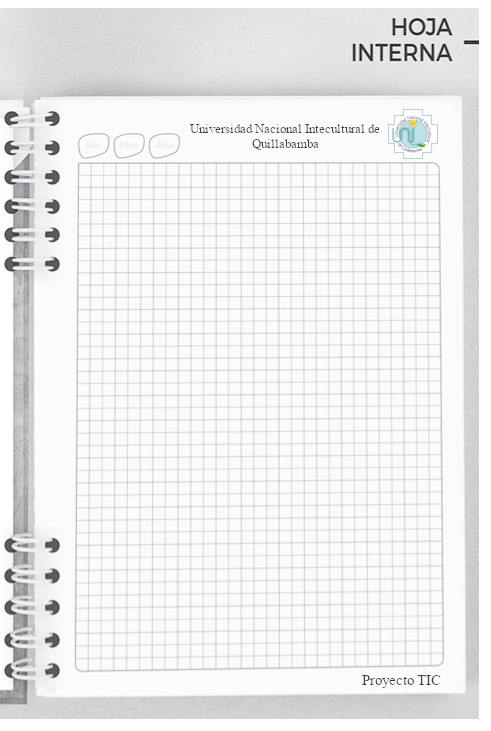 HOJA
INTERNA
Universidad Nacional Intecultural de
Quillabamba
Día
Mes
Año
Proyecto TIC